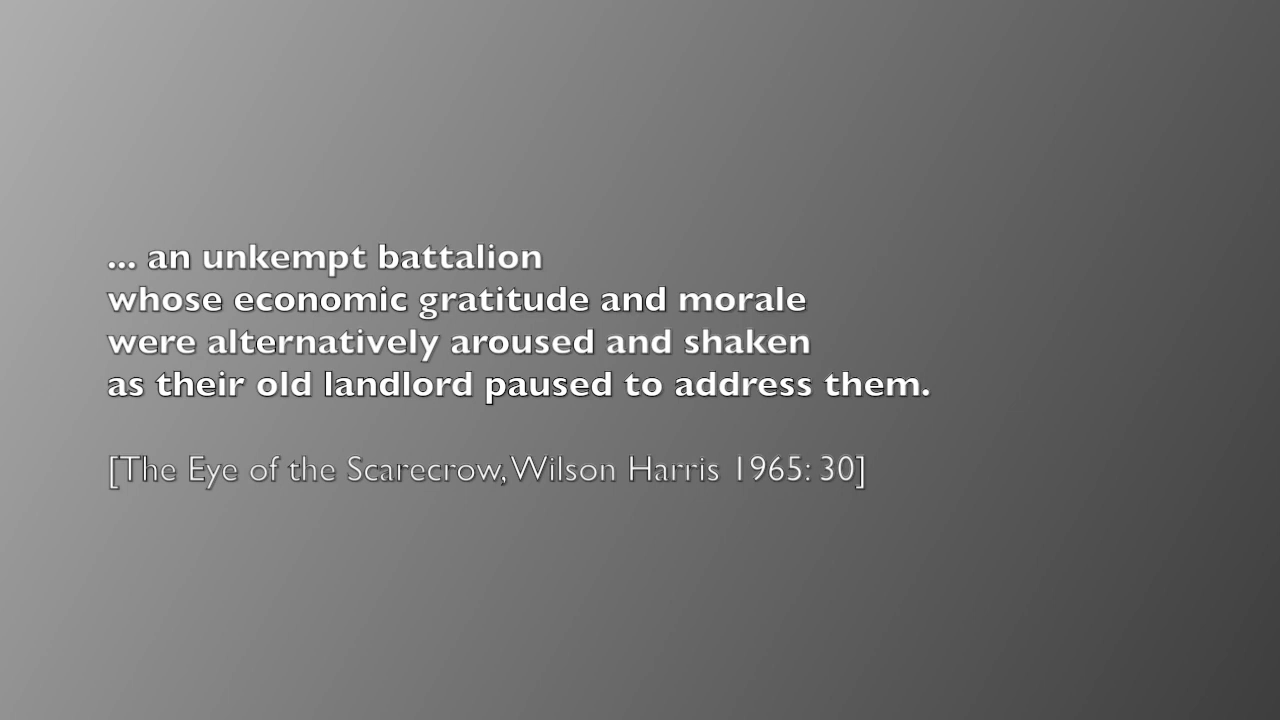 ... an unkempt battalion
whose economic gratitude and morale
were alternatively aroused and shaken
as their old landlord paused to address them.
[The Eye of the Scarecrow, Wilson Harris 1965: 30]